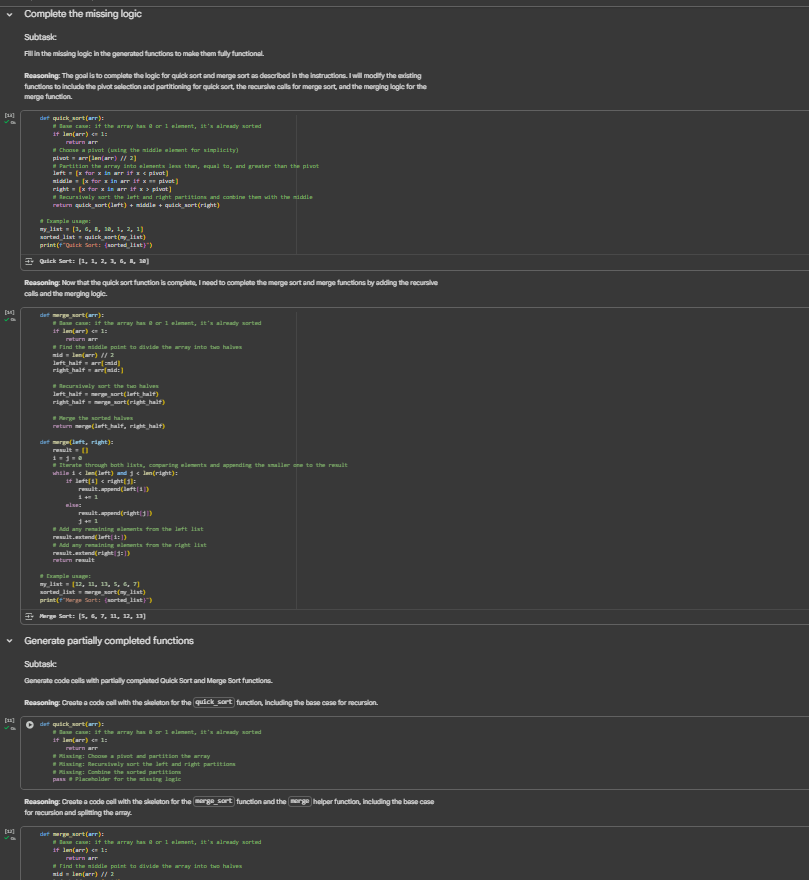 Complete the missing logic
Subtask:
Fill in the missing logic in the generated functions to make them fully functional.
Reasoning: The goal is to complete the logic for quick sort and merge sort as described in the instructions. I will modify the existing
functions to include the pivot selection and partitioning for quick sort, the recursive calls for merge sort, and the merging logic for the
merge function.
[13]
0s
def quick_sort(arr):
    # Base case: if the array has 0 or 1 element, it's already sorted
    if len(arr) <= 1:
        return arr
    # Choose a pivot (using the middle element for simplicity)
    pivot = arr[len(arr) // 2]
    # Partition the array into elements less than, equal to, and greater than the pivot
    left = [x for x in arr if x < pivot]
    middle = [x for x in arr if x == pivot]
    right = [x for x in arr if x > pivot]
    # Recursively sort the left and right partitions and combine them with the middle
    return quick_sort(left) + middle + quick_sort(right)
# Example usage:
my_list = [3, 6, 8, 10, 1, 2, 1]
sorted_list = quick_sort(my_list)
print(f"Quick Sort: {sorted_list}")
Quick Sort: [1, 1, 2, 3, 6, 8, 10]
Reasoning: Now that the quick sort function is complete, I need to complete the merge sort and merge functions by adding the recursive
calls and the merging logic.
[14]
0s
def merge_sort(arr):
    # Base case: if the array has 0 or 1 element, it's already sorted
    if len(arr) <= 1:
        return arr
    # Find the middle point to divide the array into two halves
    mid = len(arr) // 2
    left_half = arr[:mid]
    right_half = arr[mid:]
    # Recursively sort the two halves
    left_half = merge_sort(left_half)
    right_half = merge_sort(right_half)
    # Merge the sorted halves
    return merge(left_half, right_half)
def merge(left, right):
    result = []
    i = j = 0
    # Iterate through both lists, comparing elements and appending the smaller one to the result
    while i < len(left) and j < len(right):
        if left[i] < right[j]:
            result.append(left[i])
            i += 1
        else:
            result.append(right[j])
            j += 1
    # Add any remaining elements from the left list
    result.extend(left[i:])
    # Add any remaining elements from the right list
    result.extend(right[j:])
    return result
# Example usage:
my_list = [12, 11, 13, 5, 6, 7]
sorted_list = merge_sort(my_list)
print(f"Merge Sort: {sorted_list}")
Merge Sort: [5, 6, 7, 11, 12, 13]
Generate partially completed functions
Subtask:
Generate code cells with partially completed Quick Sort and Merge Sort functions.
Reasoning: Create a code cell with the skeleton for the quick_sort function, including the base case for recursion.
[11]
0s
def quick_sort(arr):
    # Base case: if the array has 0 or 1 element, it's already sorted
    if len(arr) <= 1:
        return arr
    # Missing: Choose a pivot and partition the array
    # Missing: Recursively sort the left and right partitions
    # Missing: Combine the sorted partitions
    pass # Placeholder for the missing logic
Reasoning: Create a code cell with the skeleton for the merge_sort function and the merge helper function, including the base case
for recursion and splitting the array.
[12]
0s
def merge_sort(arr):
    # Base case: if the array has 0 or 1 element, it's already sorted
    if len(arr) <= 1:
        return arr
    # Find the middle point to divide the array into two halves
    mid = len(arr) // 2